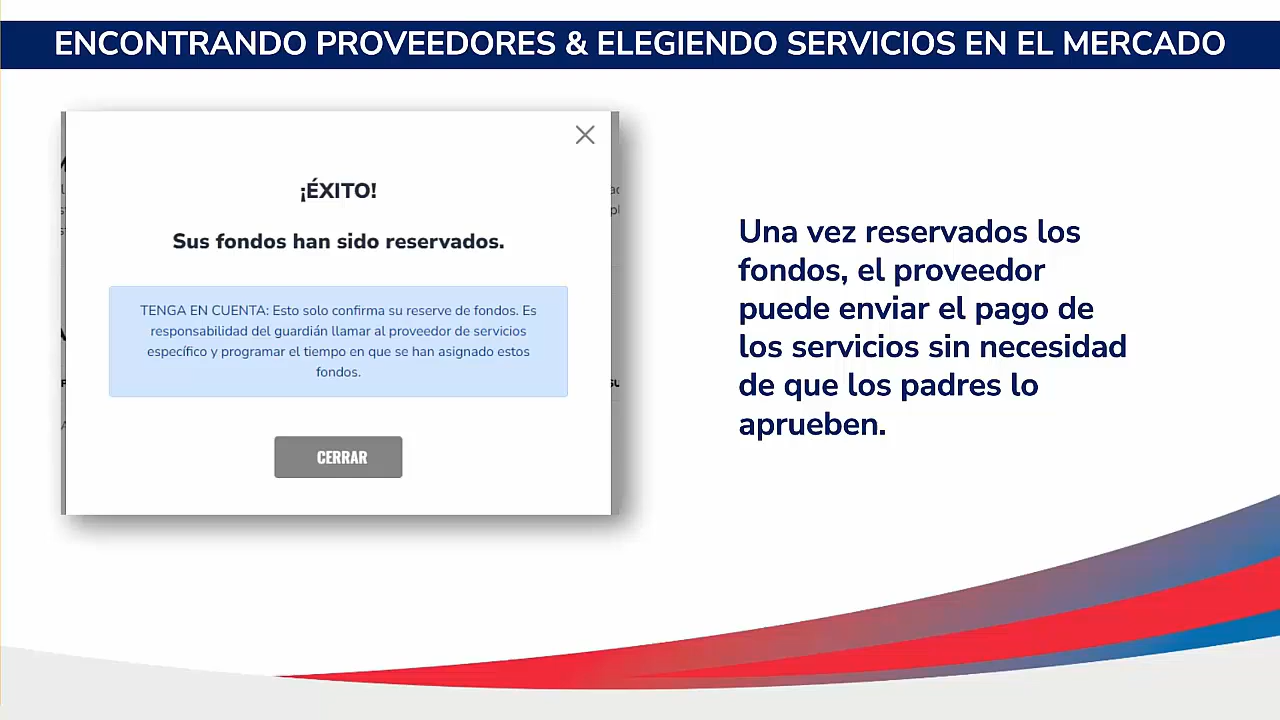 ENCONTRANDO PROVEEDORES & ELEGIENDO SERVICIOS EN EL MERCADO
¡ÉXITO!
Sus fondos han sido reservados.
TENGA EN CUENTA: Esto solo confirma su reserve de fondos. Es
responsabilidad del guardián llamar al proveedor de servicios
específico y programar el tiempo en que se han asignado estos
fondos.
CERRAR
Una vez reservados los
fondos, el proveedor
puede enviar el pago de
los servicios sin necesidad
de que los padres lo
aprueben.